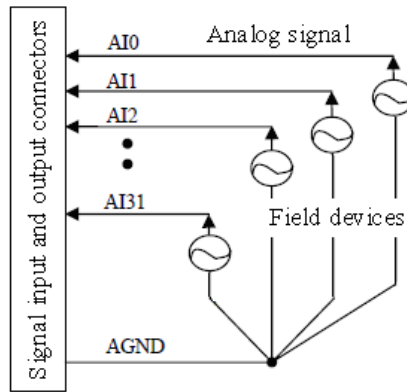 Signal input and output connectors
AI0
Analog signal
AI1
AI2
AI31
Field devices
AGND